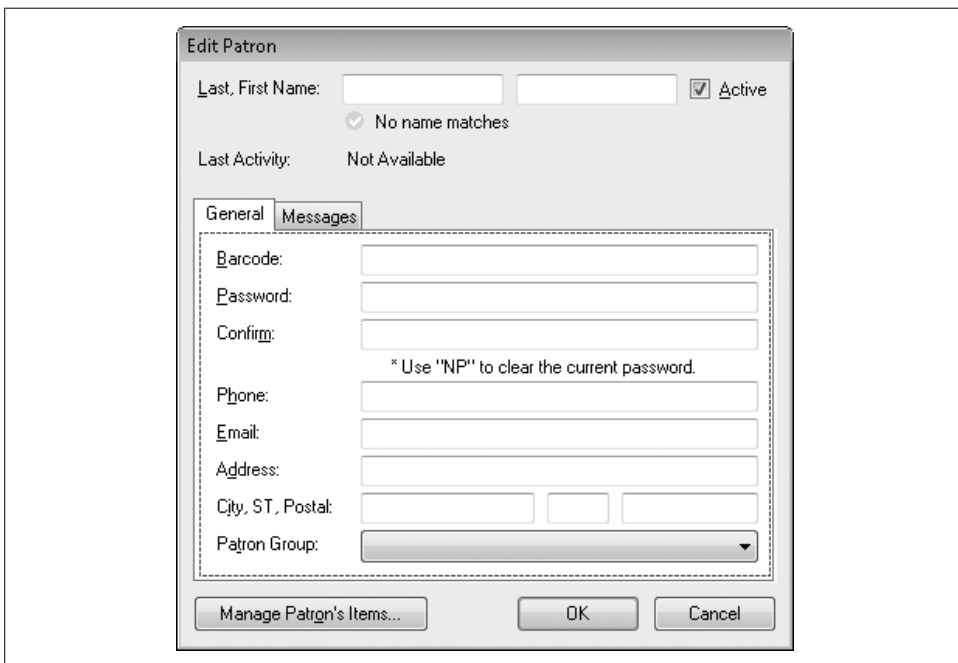 Edit Patron
Last, First Name: Active
No name matches
Last Activity: Not Available
General Messages
Barcode:
Password:
Confirm:
* Use "NP" to clear the current password.
Phone:
Email:
Address:
City, ST, Postal:
Patron Group:
Manage Patron's Items... OK Cancel